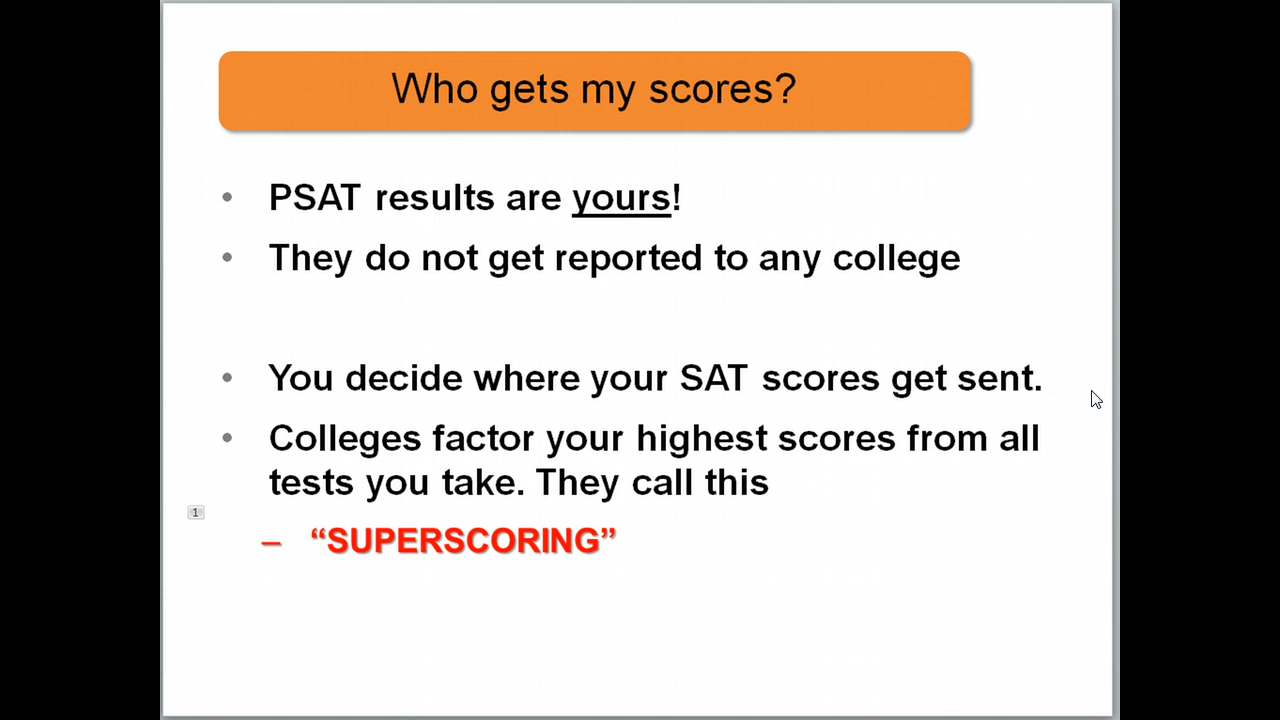 Who gets my scores?
• PSAT results are yours!
• They do not get reported to any college
• You decide where your SAT scores get sent.
• Colleges factor your highest scores from all
tests you take. They call this
1
– “SUPERSCORING”